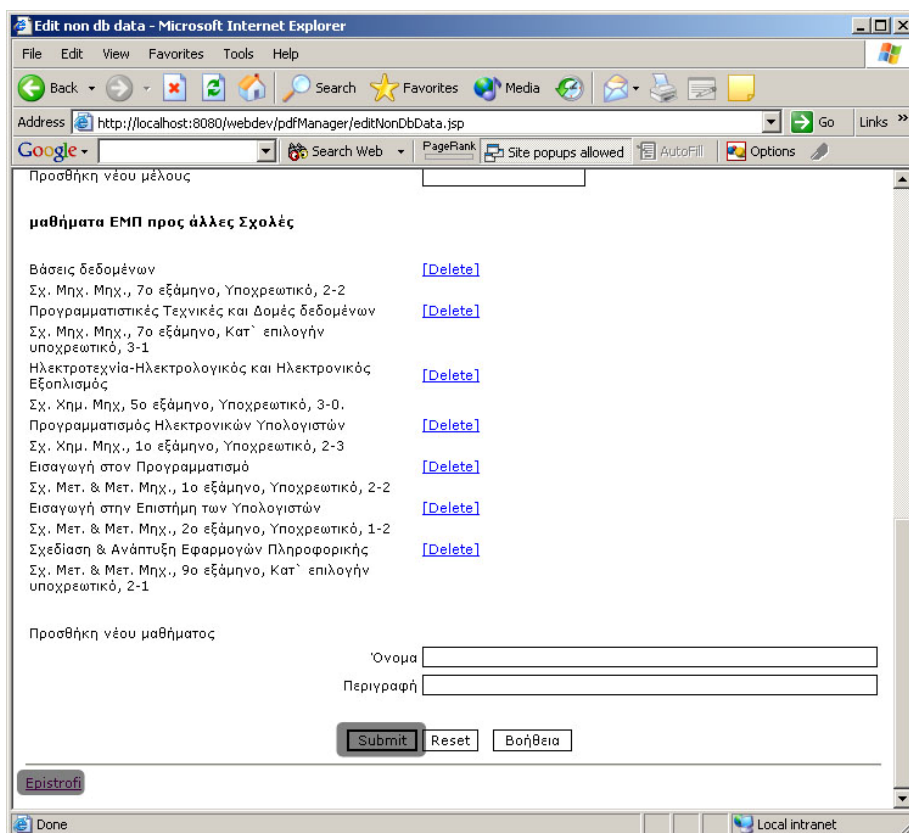 Edit non db data - Microsoft Internet Explorer
File Edit View Favorites Tools Help
Back Search Favorites Media
Address http://localhost:8080/webdev/pdfManager/editNonDbData.jsp Go Links »
Google Search Web PageRank Site popups allowed AutoFill Options
Προσθήκη νέου μέλους
μαθήματα ΕΜΠ προς άλλες Σχολές
Βάσεις δεδομένων [Delete]
Σχ. Μηχ. Μηχ., 7ο εξάμηνο, Υποχρεωτικό, 2-2
Προγραμματιστικές Τεχνικές και Δομές δεδομένων [Delete]
Σχ. Μηχ. Μηχ., 7ο εξάμηνο, Κατ` επιλογήν
υποχρεωτικό, 3-1
Ηλεκτροτεχνία-Ηλεκτρολογικός και Ηλεκτρονικός
Εξοπλισμός [Delete]
Σχ. Χημ. Μηχ, 5ο εξάμηνο, Υποχρεωτικό, 3-0.
Προγραμματισμός Ηλεκτρονικών Υπολογιστών [Delete]
Σχ. Χημ. Μηχ., 1ο εξάμηνο, Υποχρεωτικό, 2-3
Εισαγωγή στον Προγραμματισμό [Delete]
Σχ. Μετ. & Μετ. Μηχ., 1ο εξάμηνο, Υποχρεωτικό, 2-2
Εισαγωγή στην Επιστήμη των Υπολογιστών [Delete]
Σχ. Μετ. & Μετ. Μηχ., 2ο εξάμηνο, Υποχρεωτικό, 1-2
Σχεδίαση & Ανάπτυξη Εφαρμογών Πληροφορικής [Delete]
Σχ. Μετ. & Μετ. Μηχ., 9ο εξάμηνο, Κατ` επιλογήν
υποχρεωτικό, 2-1
Προσθήκη νέου μαθήματος
Όνομα
Περιγραφή
Submit Reset Βοήθεια
Epistrofi
Done Local intranet